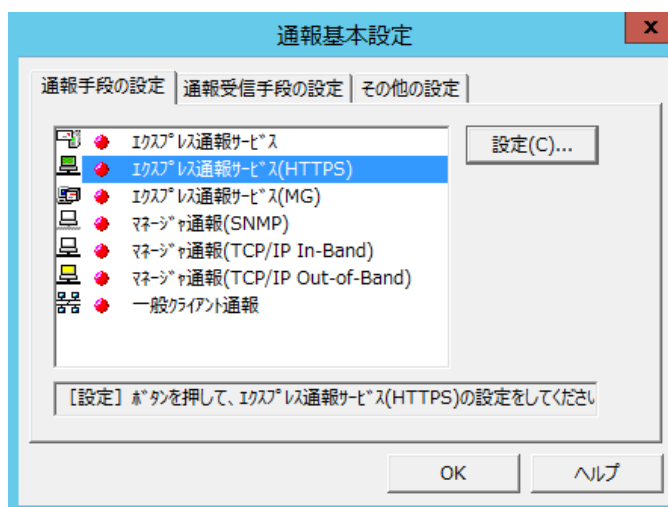 通報基本設定
x
通報手段の設定 通報受信手段の設定 その他の設定
ｴｸｽﾌﾟﾚｽ通報ｻｰﾋﾞｽ
設定(C)...
ｴｸｽﾌﾟﾚｽ通報ｻｰﾋﾞｽ(HTTPS)
ｴｸｽﾌﾟﾚｽ通報ｻｰﾋﾞｽ(MG)
ﾏﾈｰｼﾞｬ通報(SNMP)
ﾏﾈｰｼﾞｬ通報(TCP/IP In-Band)
ﾏﾈｰｼﾞｬ通報(TCP/IP Out-of-Band)
一般ｸﾗｲｱﾝﾄ通報
［設定］ﾎﾞﾀﾝを押して、ｴｸｽﾌﾟﾚｽ通報ｻｰﾋﾞｽ(HTTPS)の設定をしてください
OK ヘルプ